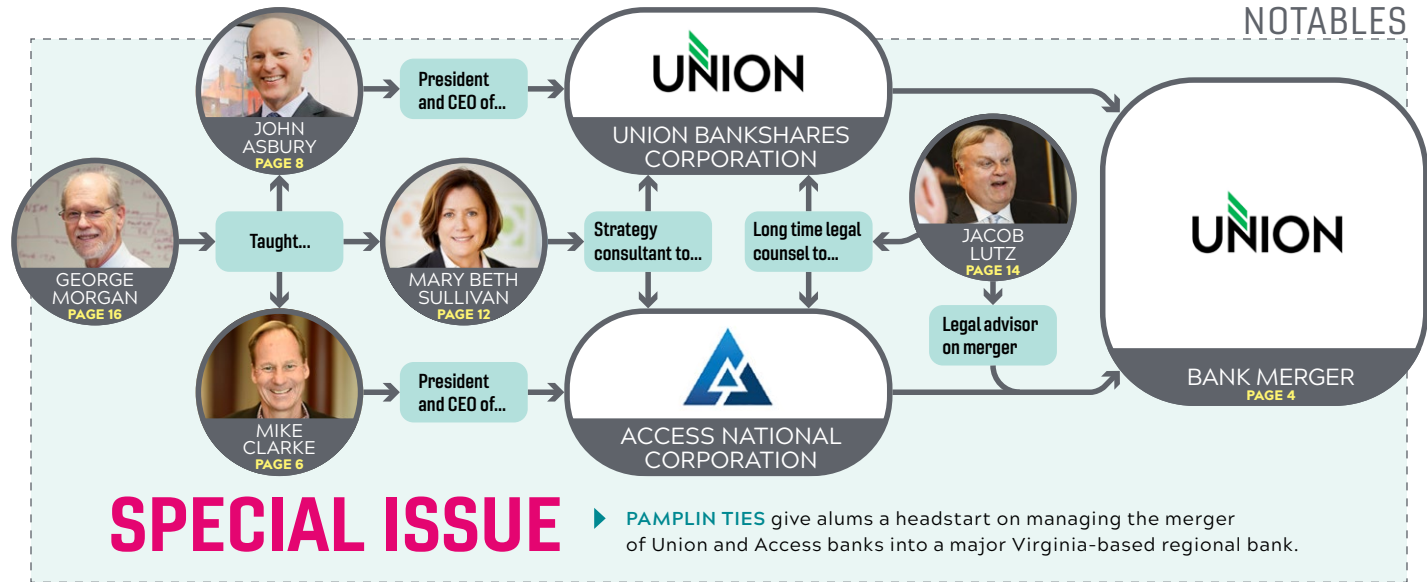 NOTABLES
JOHN
ASBURY
PAGE 8
President
and CEO of...
UNION
UNION BANKSHARES
CORPORATION
GEORGE
MORGAN
PAGE 16
Taught...
MARY BETH
SULLIVAN
PAGE 12
Strategy
consultant to...
Long time legal
counsel to...
JACOB
LUTZ
PAGE 14
Legal advisor
on merger
UNION
BANK MERGER
PAGE 4
MIKE
CLARKE
PAGE 6
President
and CEO of...
ACCESS NATIONAL
CORPORATION
SPECIAL ISSUE
PAMPLIN TIES give alums a headstart on managing the merger
of Union and Access banks into a major Virginia-based regional bank.